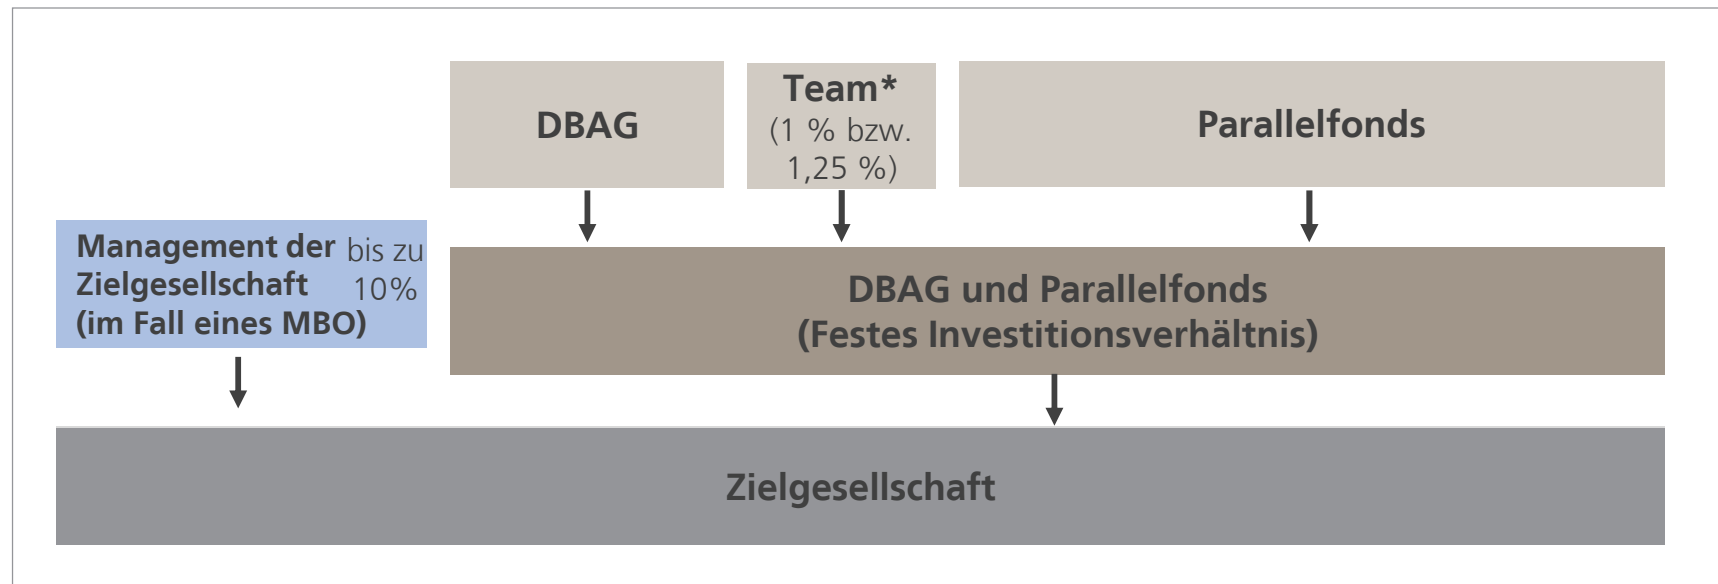 DBAG
Team*
(1 % bzw.
1,25 %)
Parallelfonds
Management der bis zu
Zielgesellschaft 10%
(im Fall eines MBO)
DBAG und Parallelfonds
(Festes Investitionsverhältnis)
Zielgesellschaft